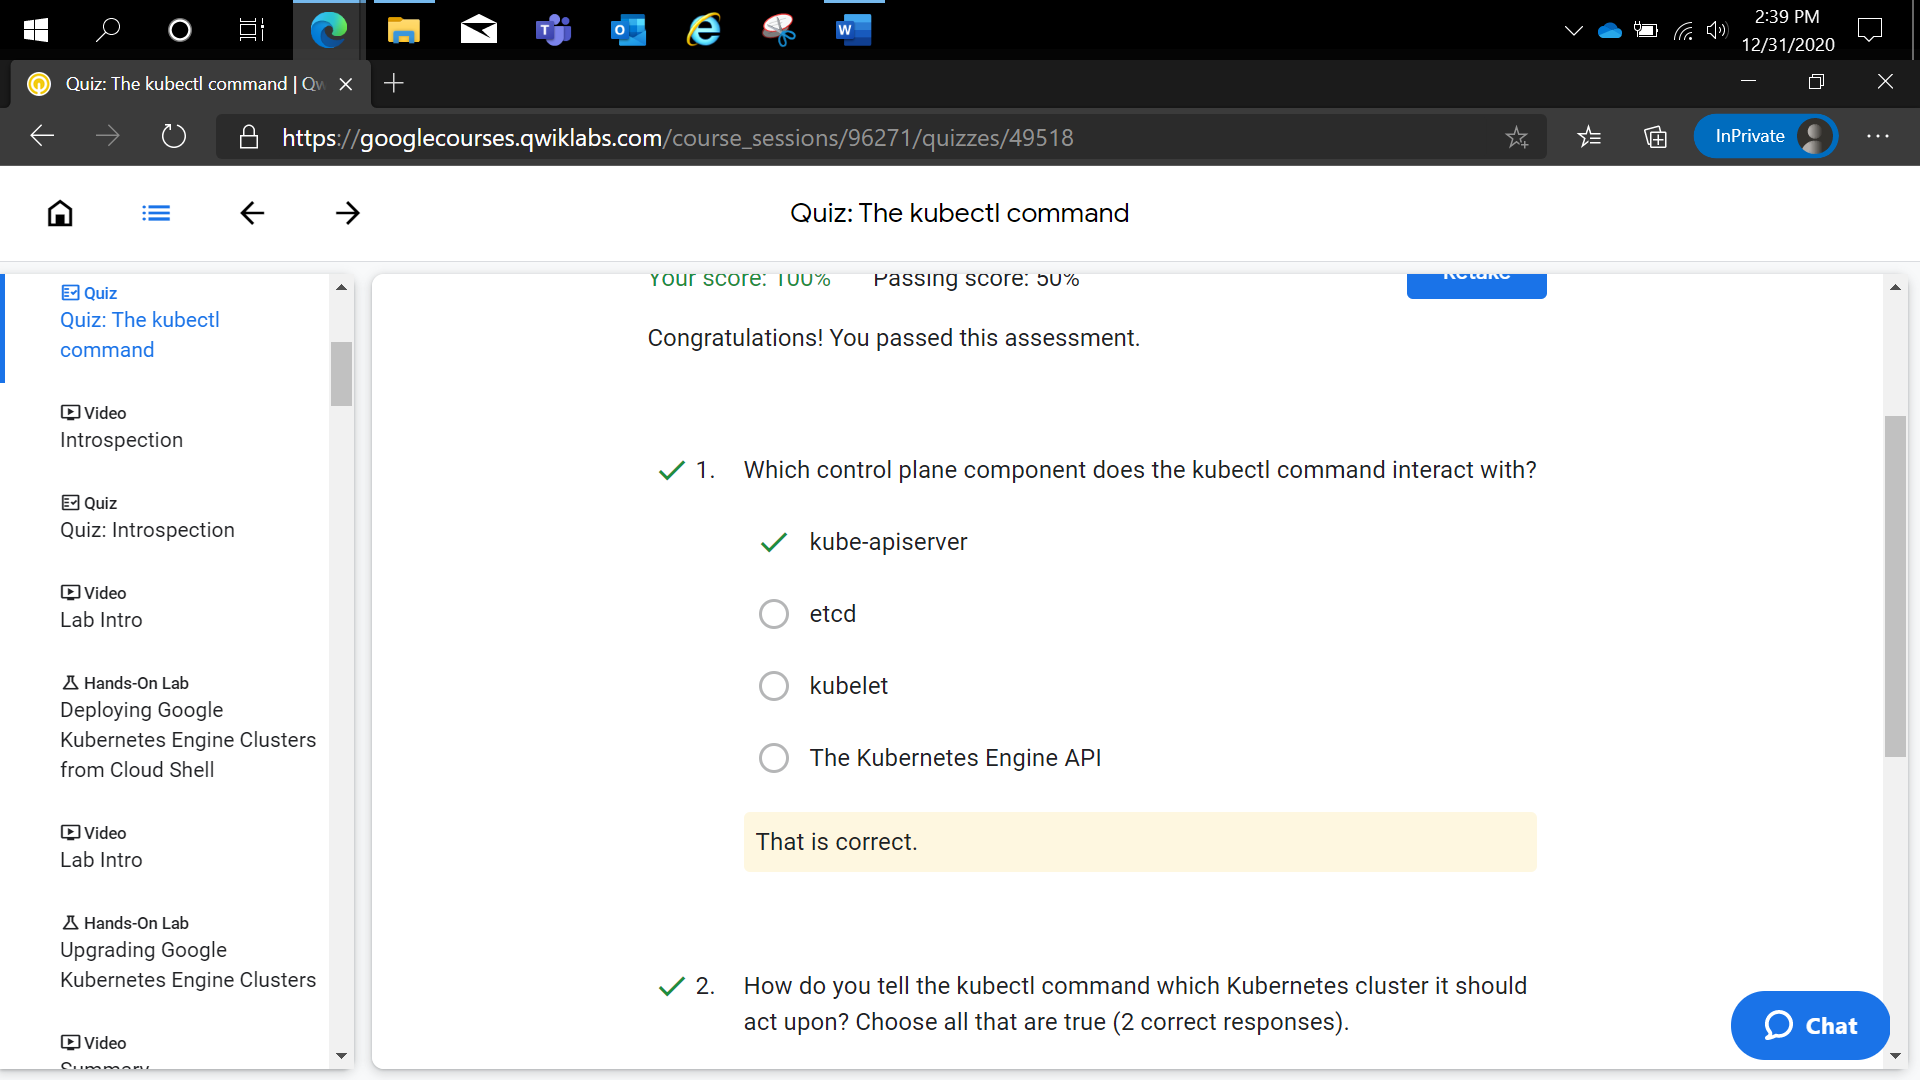 2:39 PM
12/31/2020
Quiz: The kubectl command | Qw
https://googlecourses.qwiklabs.com/course_sessions/96271/quizzes/49518
InPrivate
Quiz: The kubectl command
Quiz
Quiz: The kubectl
command
Video
Introspection
Quiz
Quiz: Introspection
Video
Lab Intro
Hands-On Lab
Deploying Google
Kubernetes Engine Clusters
from Cloud Shell
Video
Lab Intro
Hands-On Lab
Upgrading Google
Kubernetes Engine Clusters
Video
Summary
Your score: 100% Passing score: 50%
Retake
Congratulations! You passed this assessment.
1. Which control plane component does the kubectl command interact with?
kube-apiserver
etcd
kubelet
The Kubernetes Engine API
That is correct.
2. How do you tell the kubectl command which Kubernetes cluster it should
act upon? Choose all that are true (2 correct responses).
Chat